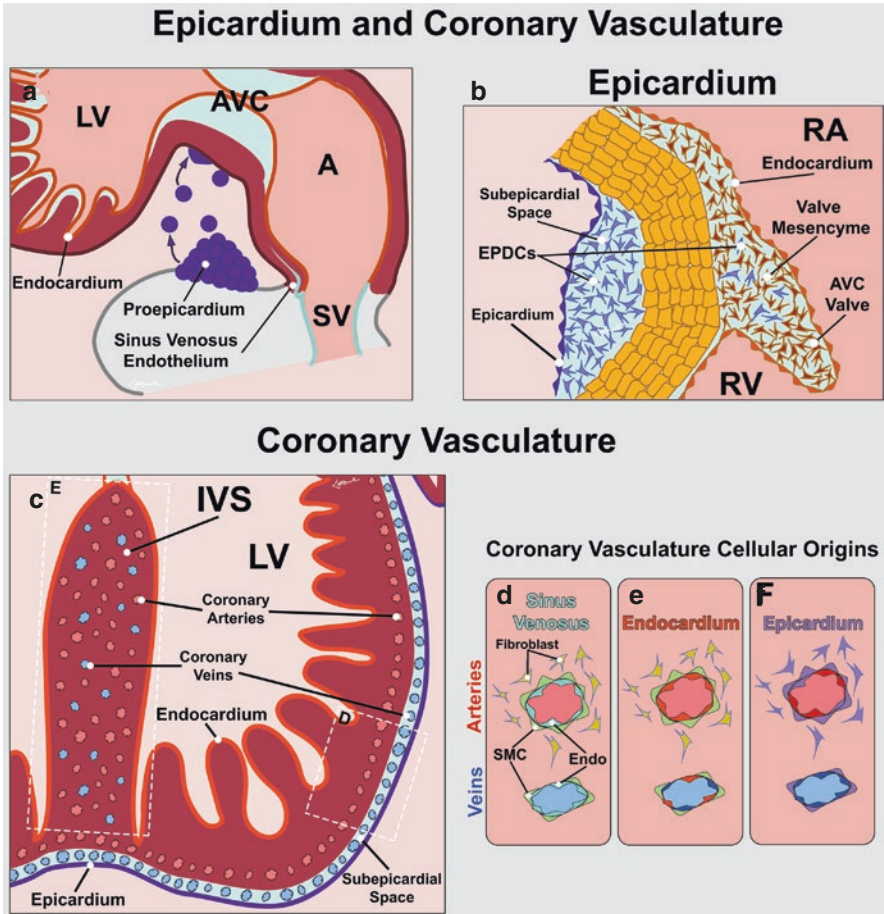 Epicardium and Coronary Vasculature
a
LV
AVC
A
Endocardium
Proepicardium
Sinus Venosus
Endothelium
SV
Epicardium
b
RA
Endocardium
Subepicardial
Space
Valve
Mesencyme
EPDCs
AVC
Valve
Epicardium
RV
Coronary Vasculature
c
E
IVS
LV
Coronary
Arteries
Coronary
Veins
Endocardium
D
Epicardium
Subepicardial
Space
Coronary Vasculature Cellular Origins
d
Sinus
Venosus
Fibroblast
SMC
Endo
e
Endocardium
F
Epicardium
Arteries
Veins